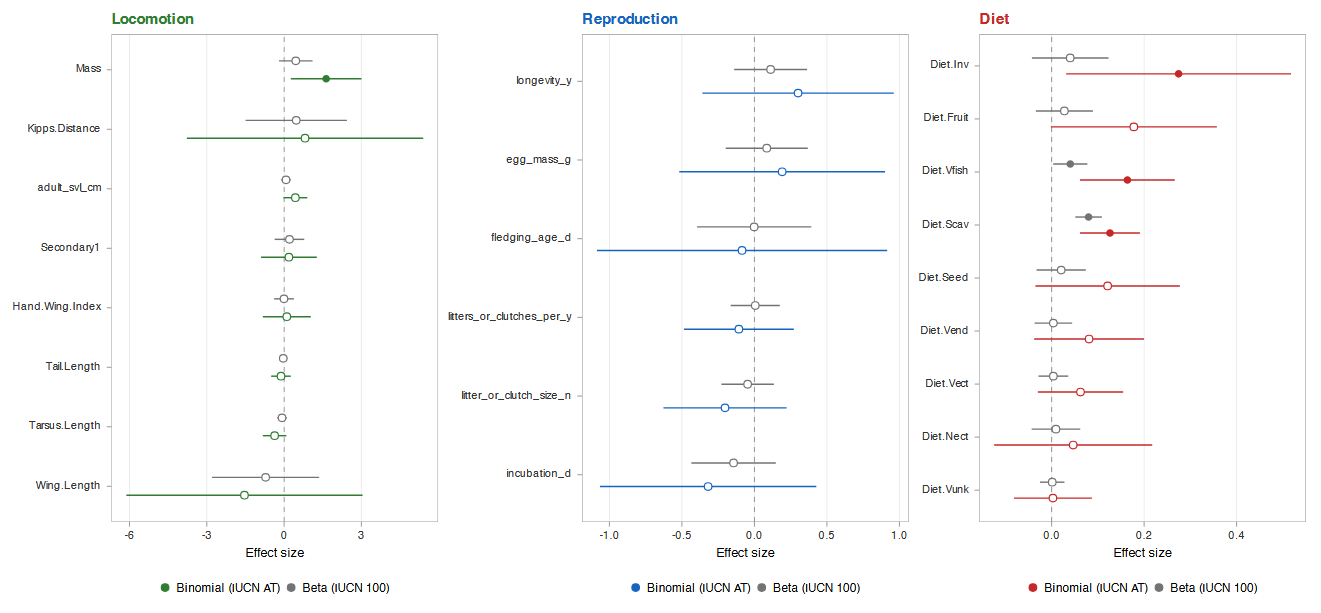 Locomotion
Mass
Kipps.Distance
adult_svl_cm
Secondary1
Hand.Wing.Index
Tail.Length
Tarsus.Length
Wing.Length
-6 -3 0 3
Effect size
Binomial (IUCN AT) Beta (IUCN 100)
Reproduction
longevity_y
egg_mass_g
fledging_age_d
litters_or_clutches_per_y
litter_or_clutch_size_n
incubation_d
-1.0 -0.5 0.0 0.5 1.0
Effect size
Binomial (IUCN AT) Beta (IUCN 100)
Diet
Diet.Inv
Diet.Fruit
Diet.Vfish
Diet.Scav
Diet.Seed
Diet.Vend
Diet.Vect
Diet.Nect
Diet.Vunk
0.0 0.2 0.4
Effect size
Binomial (IUCN AT) Beta (IUCN 100)